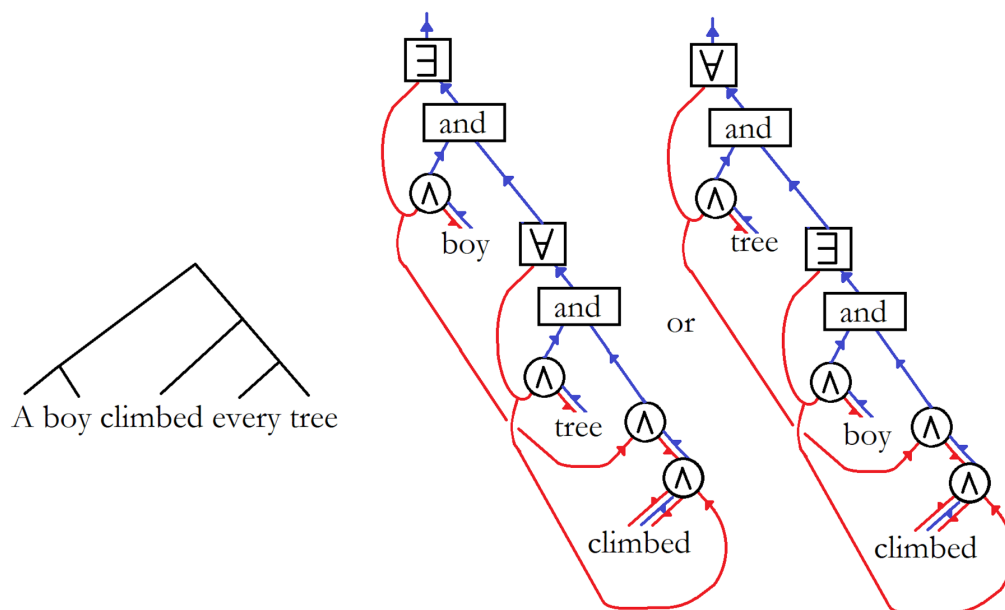 ∃
∀
and
and
Λ
Λ
boy
tree
∀
∃
and
and
or
Λ
Λ
tree
boy
Λ
Λ
A boy climbed every tree
Λ
Λ
climbed
climbed